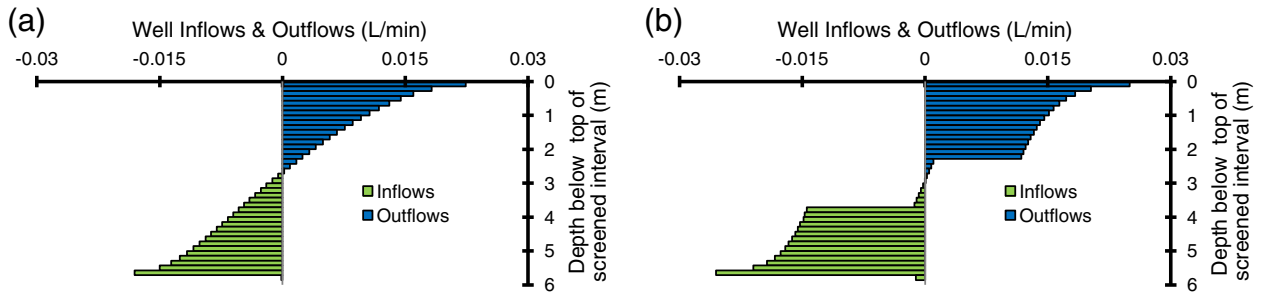 (a)
Well Inflows & Outflows (L/min)
-0.03 -0.015 0 0.015 0.03
0
1
2
3
4
5
6
Depth below top of
screened interval (m)
Inflows
Outflows
(b)
Well Inflows & Outflows (L/min)
-0.03 -0.015 0 0.015 0.03
0
1
2
3
4
5
6
Depth below top of
screened interval (m)
Inflows
Outflows